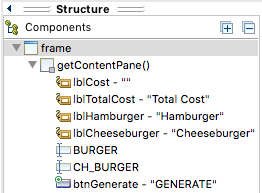 Structure
Components
frame
getContentPane()
lblCost - ""
lblTotalCost - "Total Cost"
lblHamburger - "Hamburger"
lblCheeseburger - "Cheeseburger"
BURGER
CH_BURGER
btnGenerate - "GENERATE"